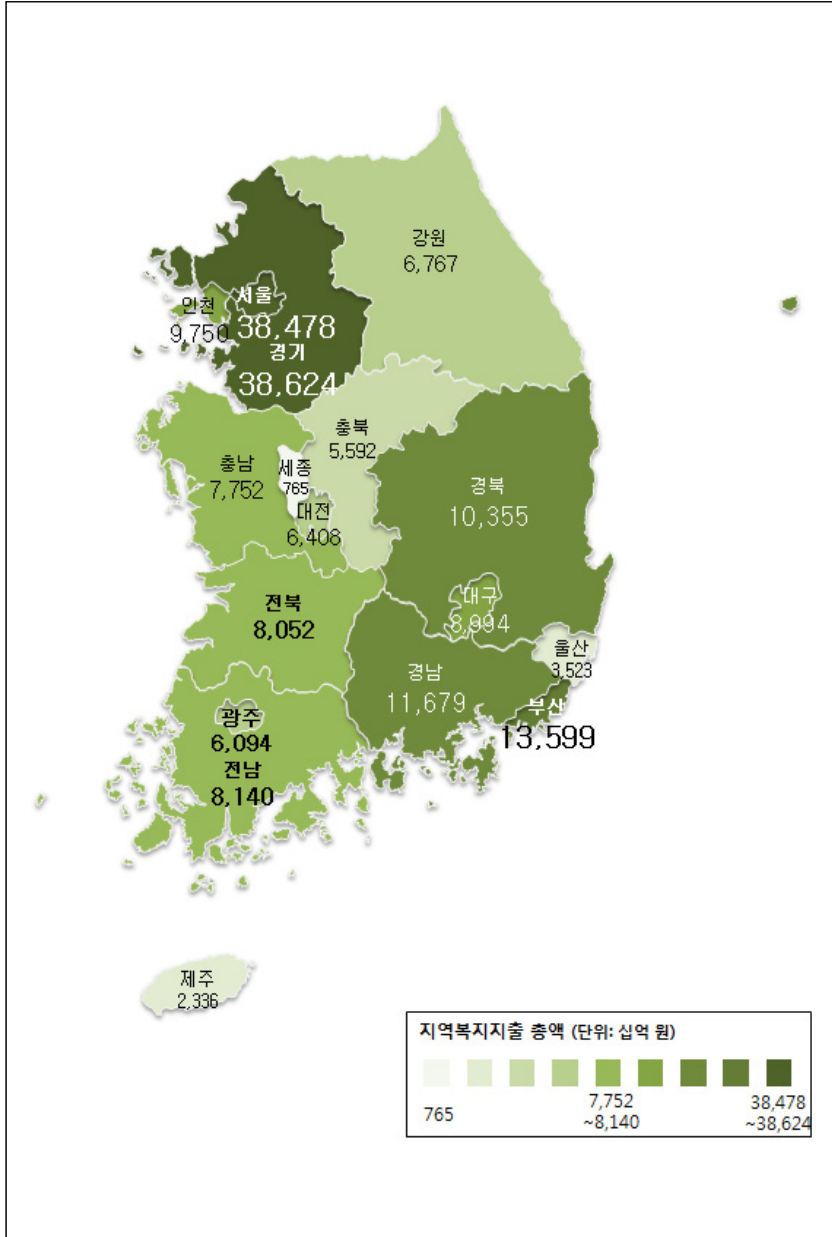 강원
6,767
인천
9,750
서울
38,478
경기
38,624
충북
5,592
충남
7,752
세종
765
대전
6,408
경북
10,355
대구
8,994
울산
3,523
전북
8,052
경남
11,679
부산
13,599
광주
6,094
전남
8,140
제주
2,336
지역복지지출 총액 (단위: 십억 원)
765
7,752
~8,140
38,478
~38,624